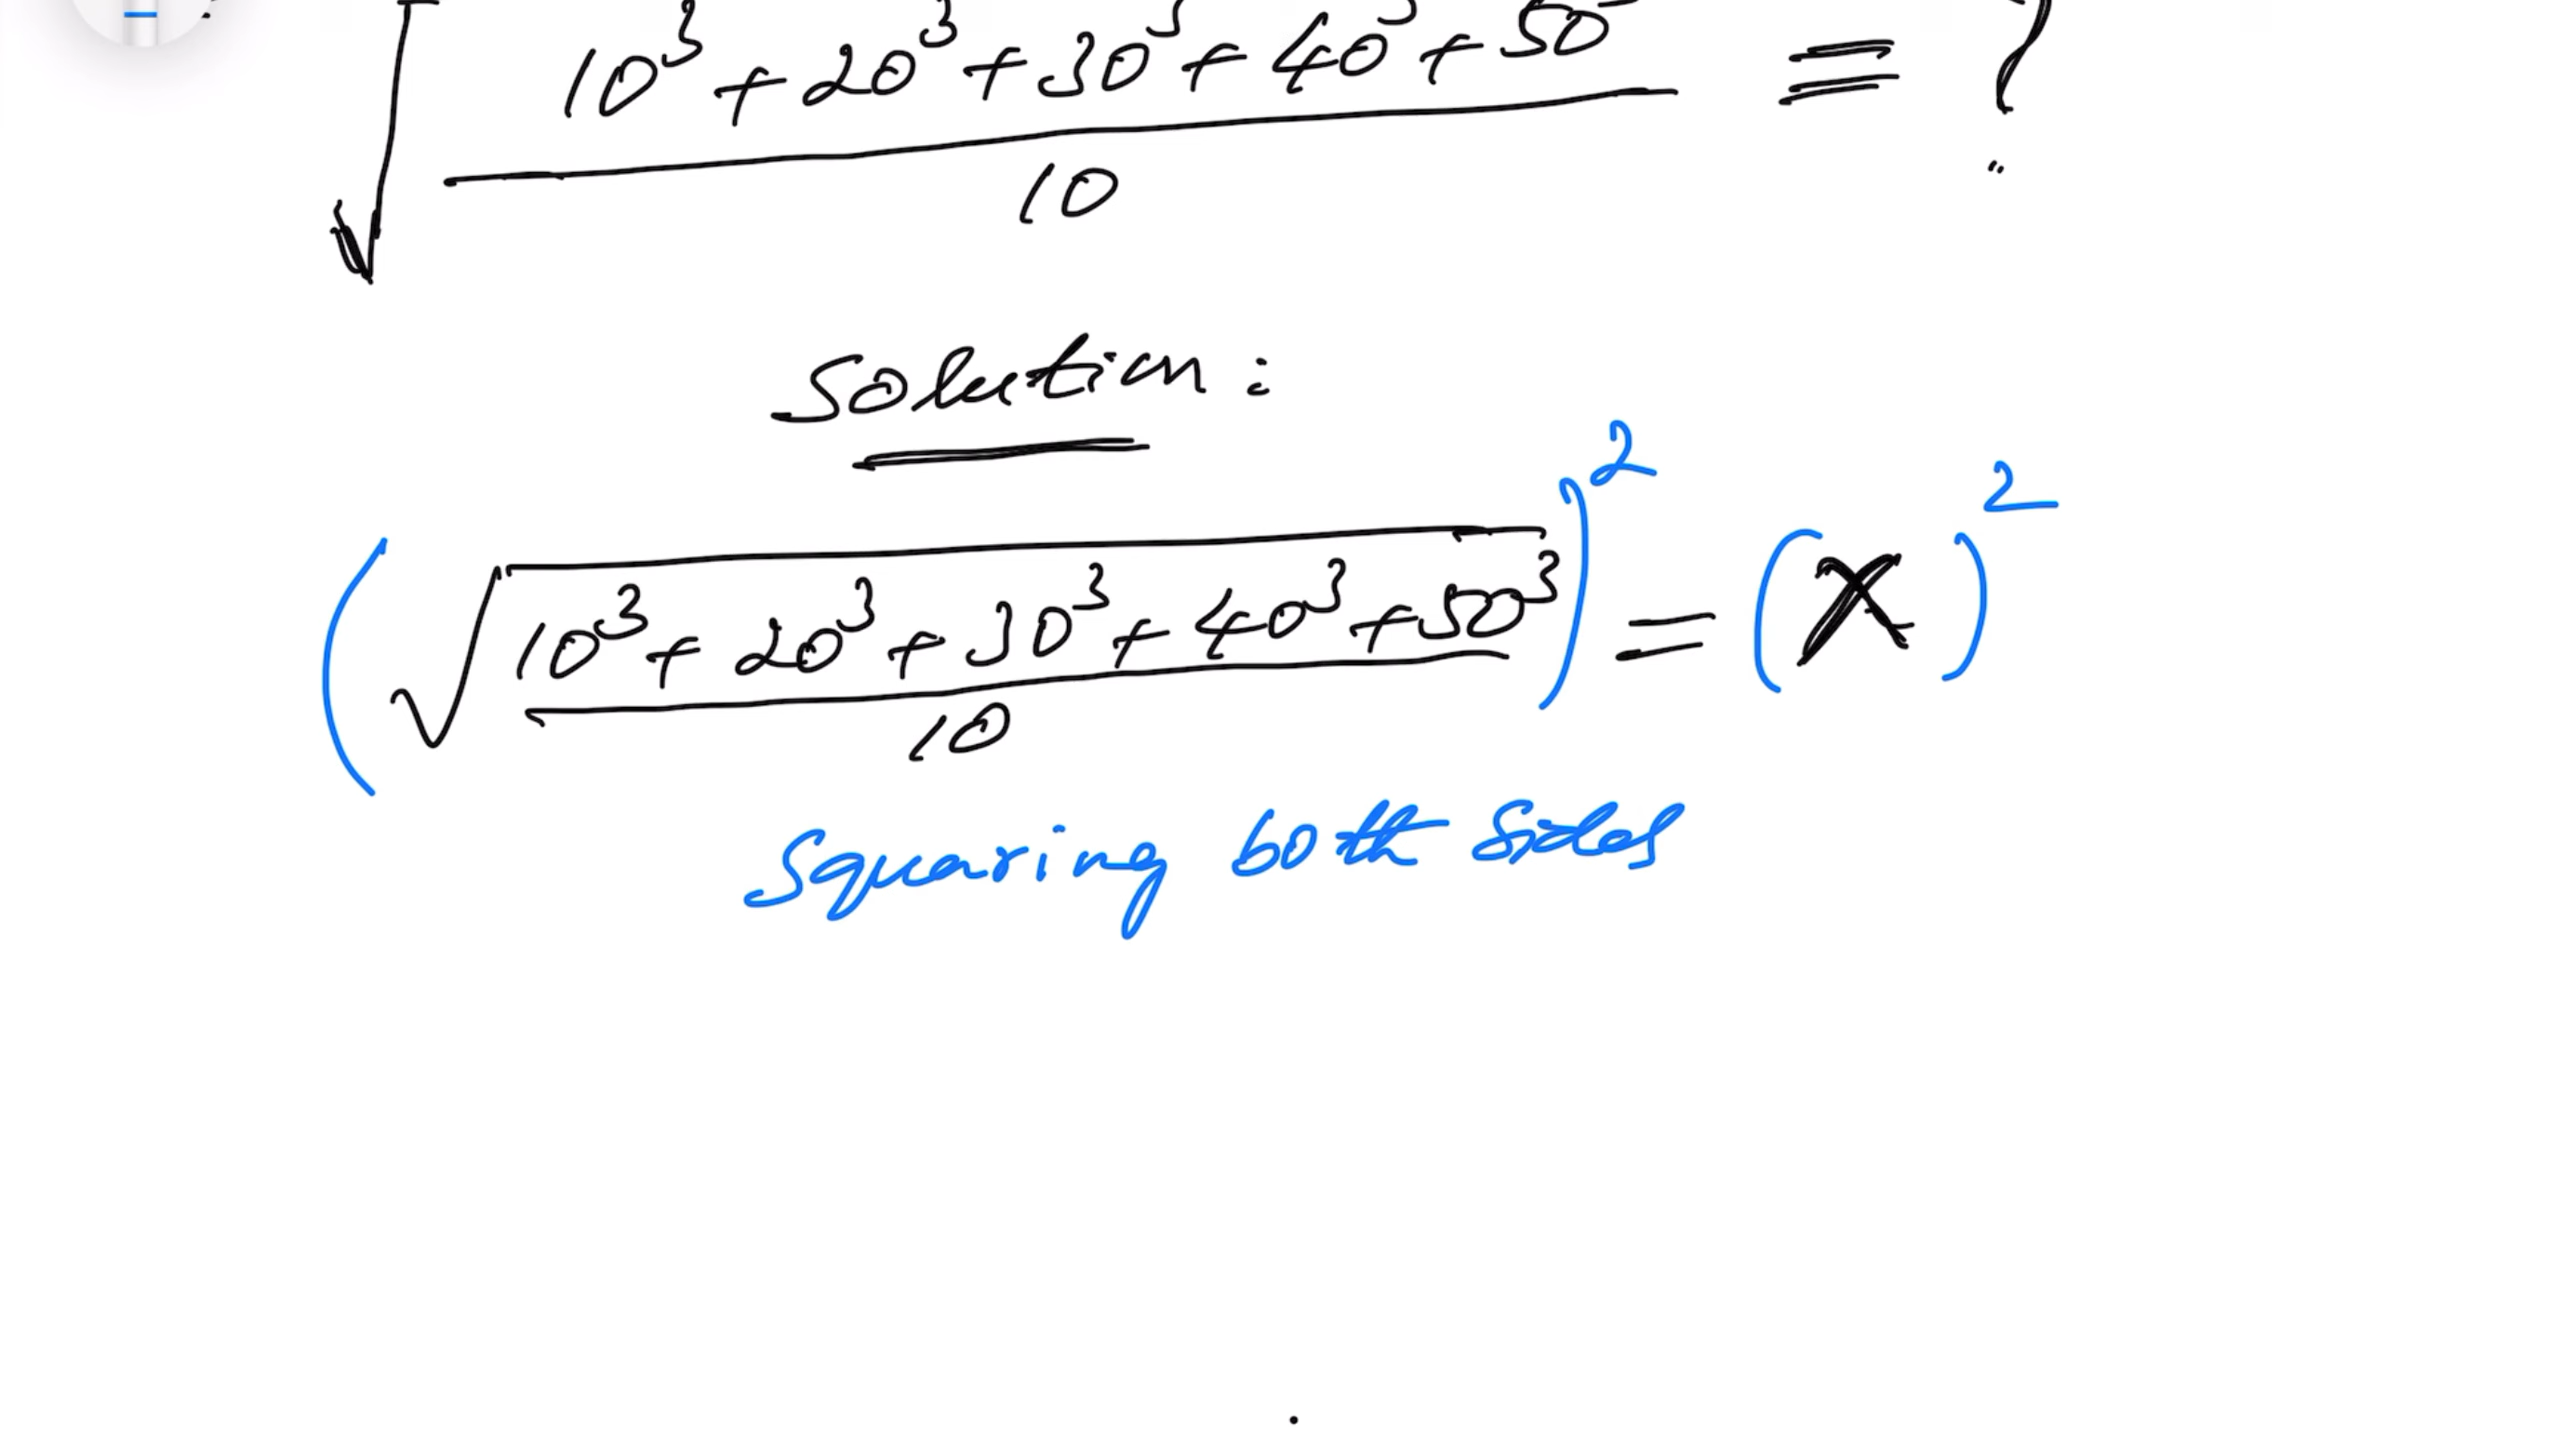 √(10³ + 20³ + 30³ + 40³ + 50³ / 10) = ?
Solution:
(√(10³ + 20³ + 30³ + 40³ + 50³ / 10))² = (x)²
Squaring both sides